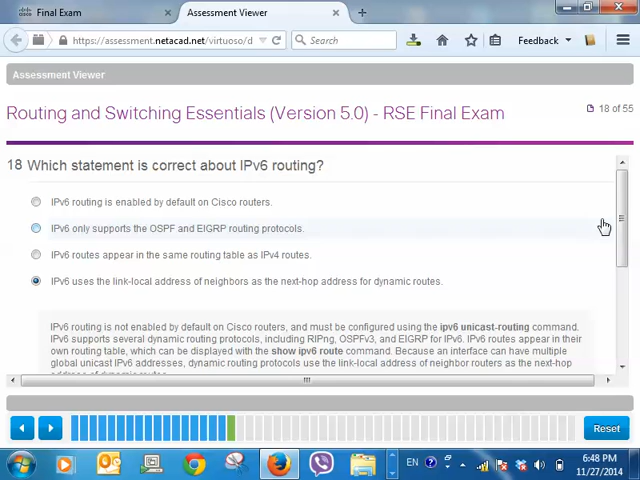 Final Exam
Assessment Viewer
https://assessment.netacad.net/virtuoso/d
Search
Feedback
Assessment Viewer
Routing and Switching Essentials (Version 5.0) - RSE Final Exam
18 of 55
18 Which statement is correct about IPv6 routing?
IPv6 routing is enabled by default on Cisco routers.
IPv6 only supports the OSPF and EIGRP routing protocols.
IPv6 routes appear in the same routing table as IPv4 routes.
IPv6 uses the link-local address of neighbors as the next-hop address for dynamic routes.
IPv6 routing is not enabled by default on Cisco routers, and must be configured using the ipv6 unicast-routing command.
IPv6 supports several dynamic routing protocols, including RIPng, OSPFv3, and EIGRP for IPv6. IPv6 routes appear in their
own routing table, which can be displayed with the show ipv6 route command. Because an interface can have multiple
global unicast IPv6 addresses, dynamic routing protocols use the link-local address of neighbor routers as the next-hop
address of dynamic routes.
Reset
EN
6:48 PM
11/27/2014